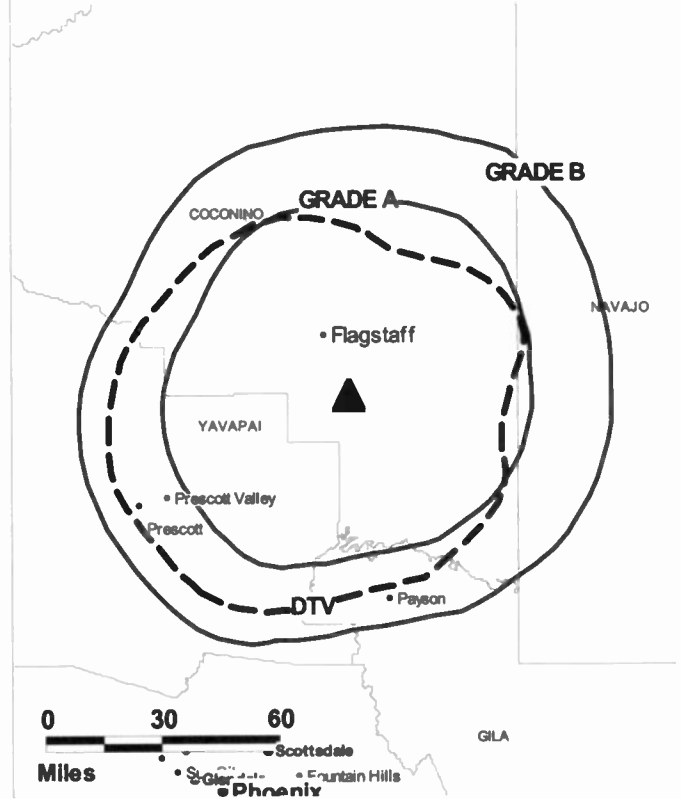 GRADE B
GRADE A
COCONINO
NAVAJO
Flagstaff
YAVAPAI
Prescott Valley
Prescott
DTV
Payson
0 30 60
GILA
Scottsdale
Miles
Fountain Hills
Phoenix